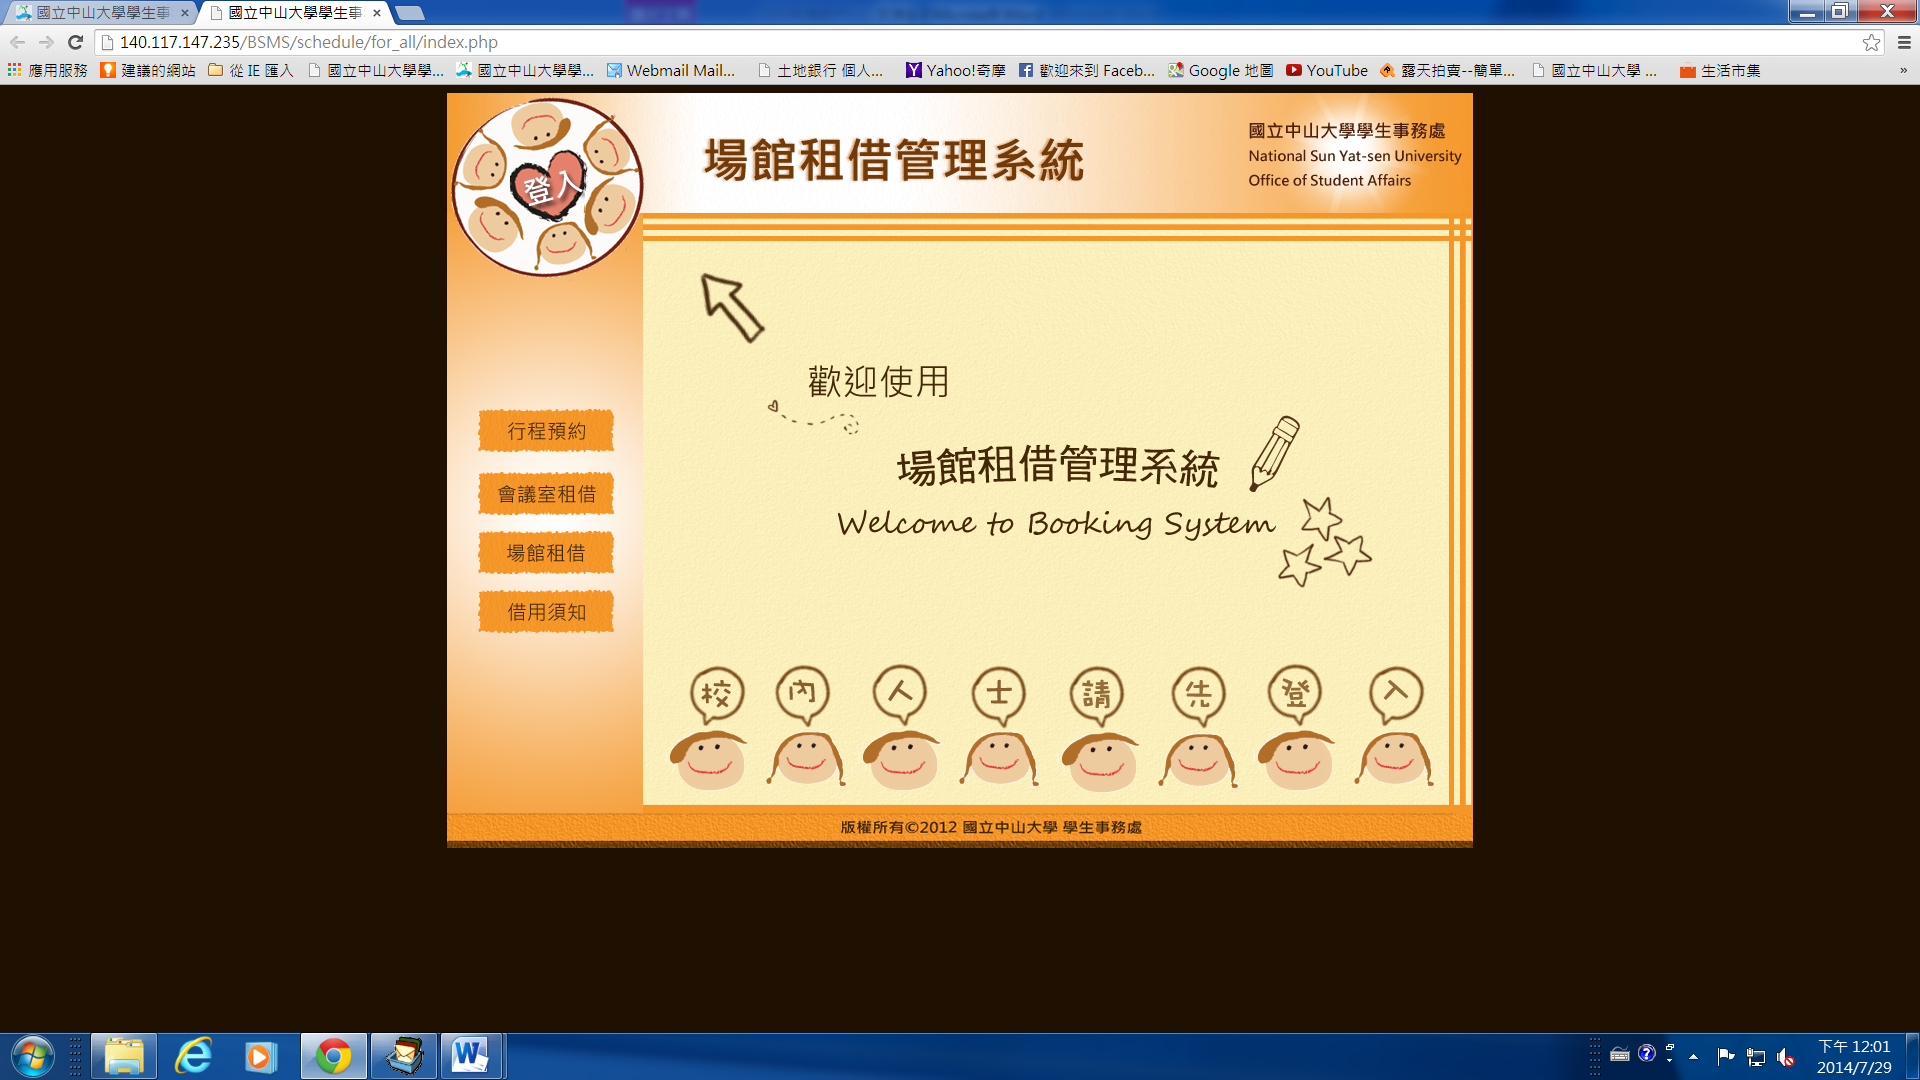 國立中山大學學生事
國立中山大學學生事
140.117.147.235/BSMS/schedule/for_all/index.php
應用服務
建議的網站
從 IE 匯入
國立中山大學學...
國立中山大學學...
Webmail Mail...
土地銀行 個人...
Yahoo!奇摩
歡迎來到 Faceb...
Google 地圖
YouTube
露天拍賣--簡單...
國立中山大學 ...
生活市集
»
登入
場館租借管理系統
國立中山大學學生事務處
National Sun Yat-sen University
Office of Student Affairs
行程預約
會議室租借
場館租借
借用須知
歡迎使用
場館租借管理系統
Welcome to Booking System
校內人士請先登入
版權所有©2012 國立中山大學 學生事務處
下午 12:01
2014/7/29